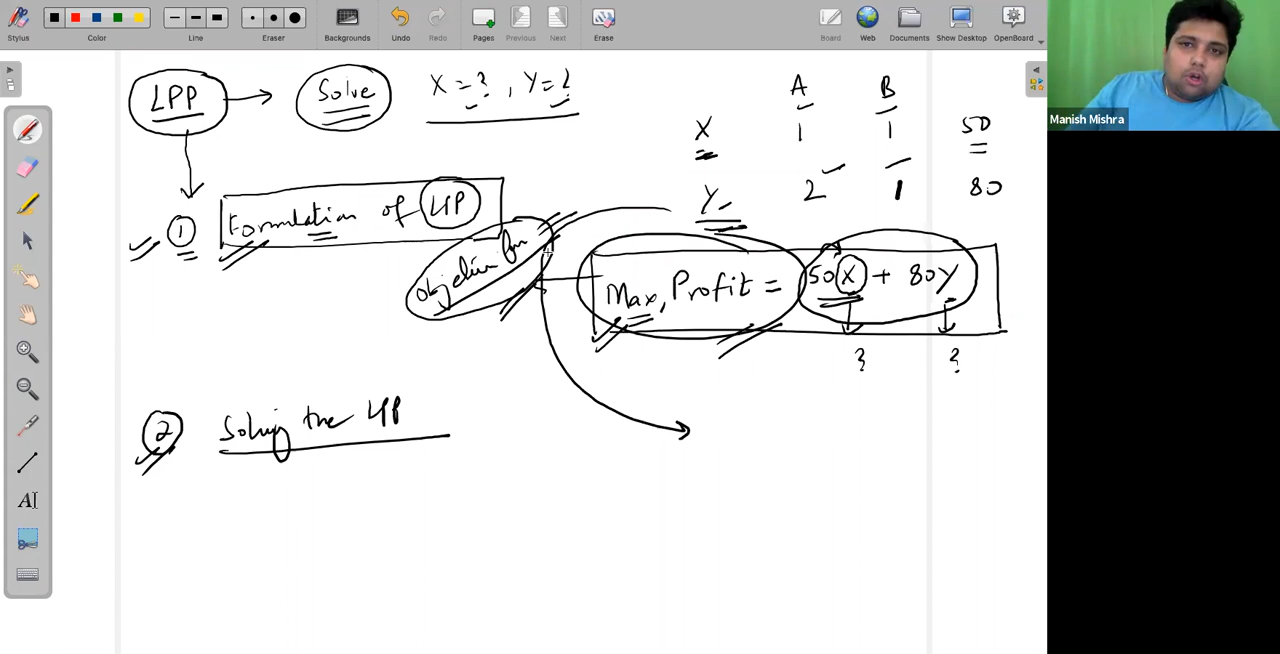 Stylus Color Line Eraser Backgrounds Undo Redo Pages Previous Next Erase Board Web Documents Show Desktop OpenBoard
LPP → Solve X = ?, Y = ?
A B
X 1 1 50
Y 2 1 80
Manish Mishra
① Formulation of LPP
Objective fn
Max, Profit = 50X + 80Y
? ?
② Solving the LPP
AI